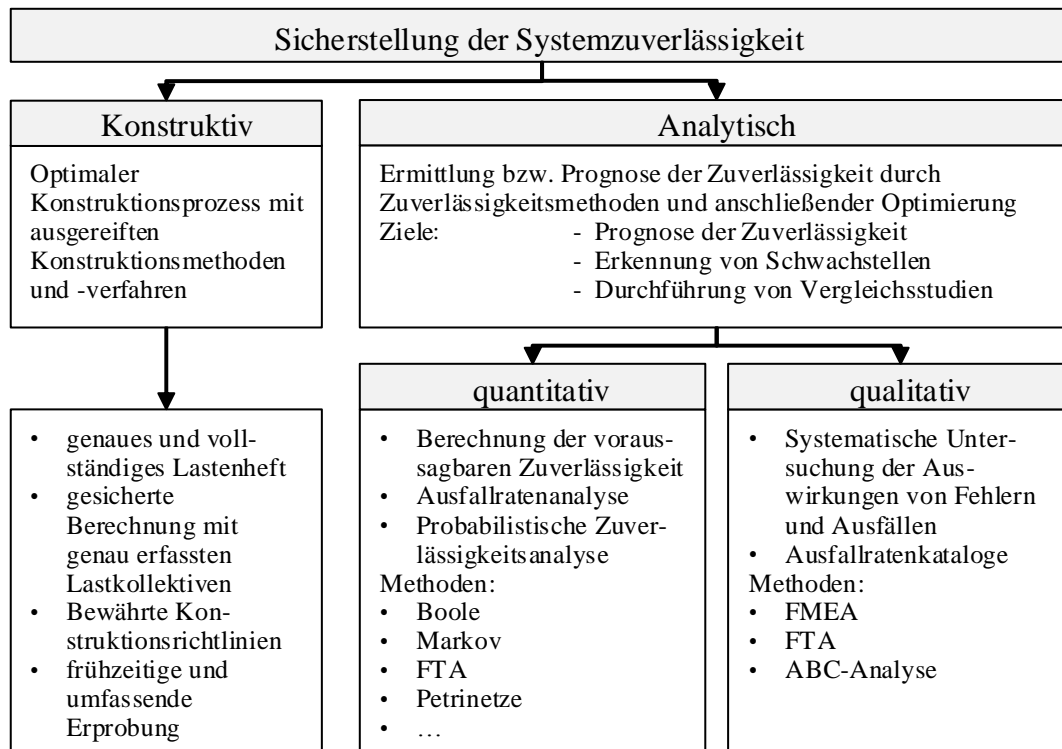 Sicherstellung der Systemzuverlässigkeit
Konstruktiv
Optimaler
Konstruktionsprozess mit
ausgereiften
Konstruktionsmethoden
und -verfahren
• genaues und voll-
ständiges Lastenheft
• gesicherte
Berechnung mit
genau erfassten
Lastkollektiven
• Bewährte Kon-
struktionsrichtlinien
• frühzeitige und
umfassende
Erprobung
Analytisch
Ermittlung bzw. Prognose der Zuverlässigkeit durch
Zuverlässigkeitsmethoden und anschließender Optimierung
Ziele: - Prognose der Zuverlässigkeit
- Erkennung von Schwachstellen
- Durchführung von Vergleichsstudien
quantitativ
• Berechnung der voraus-
sagbaren Zuverlässigkeit
• Ausfallratenanalyse
• Probabilistische Zuver-
lässigkeitsanalyse
Methoden:
• Boole
• Markov
• FTA
• Petrinetze
• …
qualitativ
• Systematische Unter-
suchung der Aus-
wirkungen von Fehlern
und Ausfällen
• Ausfallratenkataloge
Methoden:
• FMEA
• FTA
• ABC-Analyse